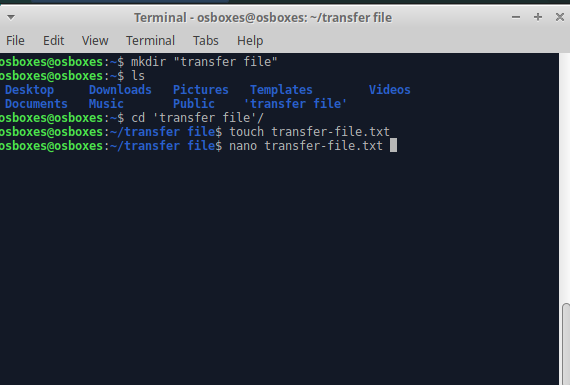 Terminal - osboxes@osboxes: ~/transfer file
File Edit View Terminal Tabs Help
osboxes@osboxes:~$ mkdir "transfer file"
osboxes@osboxes:~$ ls
Desktop Downloads Pictures Templates Videos
Documents Music Public 'transfer file'
osboxes@osboxes:~$ cd 'transfer file'/
osboxes@osboxes:~/transfer file$ touch transfer-file.txt
osboxes@osboxes:~/transfer file$ nano transfer-file.txt